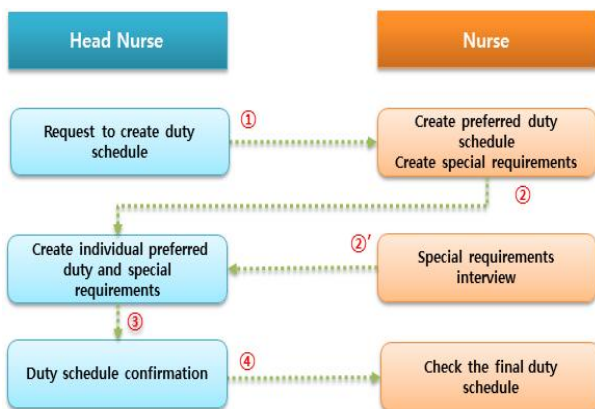 Head Nurse
Nurse
Request to create duty
schedule
①
Create preferred duty
schedule
Create special requirements
②
Create individual preferred
duty and special
requirements
②'
Special requirements
interview
③
Duty schedule confirmation
④
Check the final duty
schedule